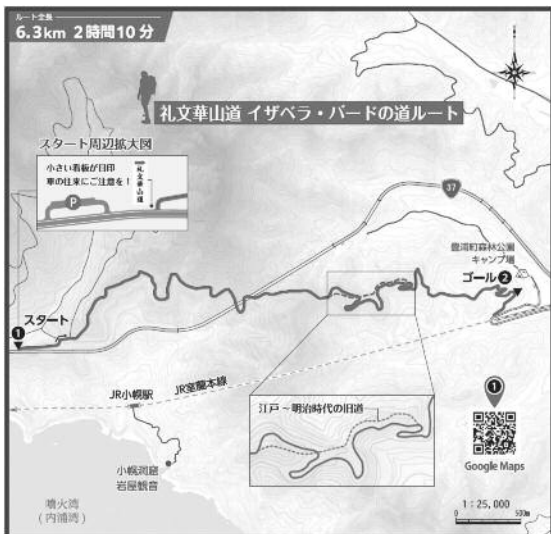 ルート全長
6.3km 2時間10分
礼文華山道 イザベラ・バードの道ルート
スタート周辺拡大図
小さい看板が目印
車の往来にご注意を!
礼文華山道
P
37
豊浦町森林公園
キャンプ場
ゴール 2
1 スタート
JR小幌駅
JR室蘭本線
江戸~明治時代の旧道
1
Google Maps
小幌洞窟
岩屋観音
噴火湾
(内浦湾)
1:25,000
0 500m